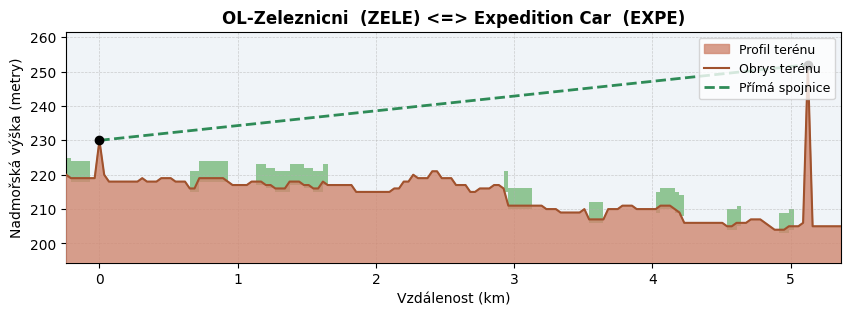 OL-Zeleznicni  (ZELE) <=> Expedition Car  (EXPE)
Nadmořská výška (metry)
260
250
240
230
220
210
200
Profil terénu
Obrys terénu
Přímá spojnice
0
1
2
3
4
5
Vzdálenost (km)